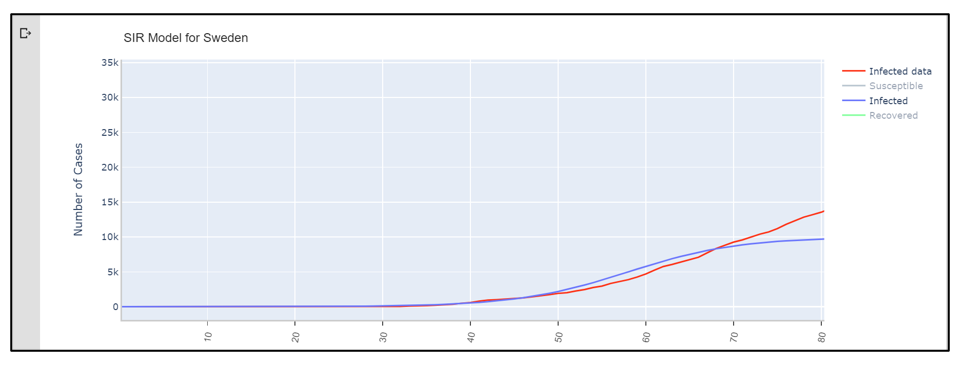 SIR Model for Sweden
35k
30k
25k
20k
15k
10k
5k
0
Number of Cases
10
20
30
40
50
60
70
80
Infected data
Susceptible
Infected
Recovered